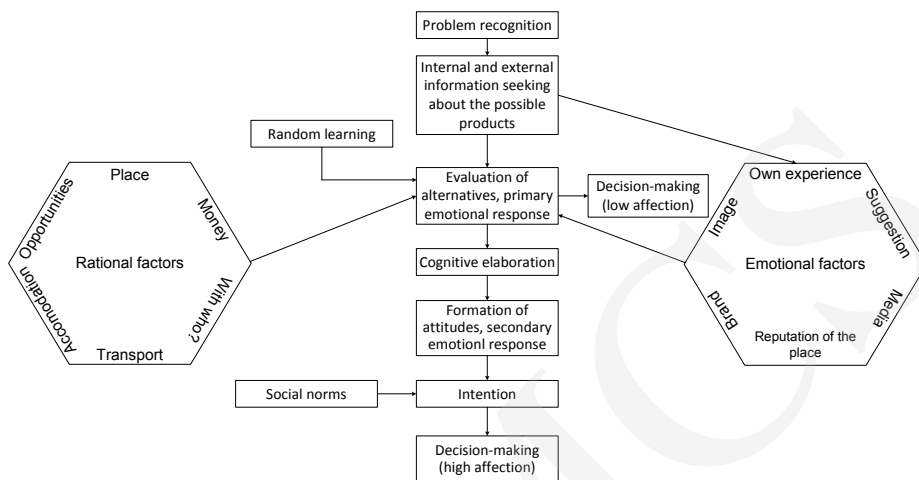 Problem recognition
Internal and external
information seeking
about the possible
products
Random learning
Evaluation of
alternatives, primary
emotional response
Decision-making
(low affection)
Cognitive elaboration
Formation of
attitudes, secondary
emotionl response
Social norms
Intention
Decision-making
(high affection)
Place
Money
With who?
Transport
Accomodation
Opportunities
Rational factors
Own experience
Suggestion
Media
Reputation of the
place
Brand
Image
Emotional factors
MCS